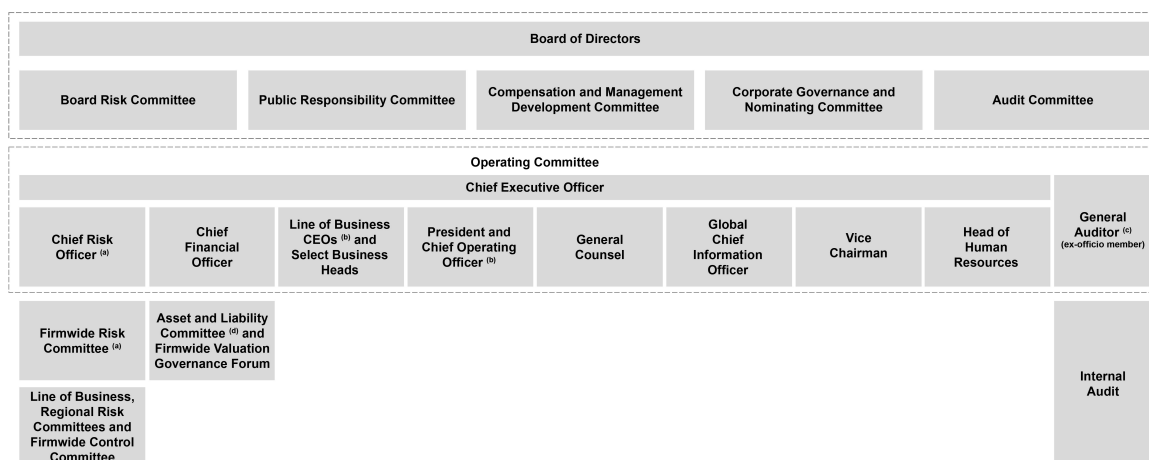 Board of Directors
Board Risk Committee
Public Responsibility Committee
Compensation and Management
Development Committee
Corporate Governance and
Nominating Committee
Audit Committee
Operating Committee
Chief Executive Officer
Chief Risk
Officer (a)
Chief
Financial
Officer
Line of Business
CEOs (b) and
Select Business
Heads
President and
Chief Operating
Officer (b)
General
Counsel
Global
Chief
Information
Officer
Vice
Chairman
Head of
Human
Resources
General
Auditor (c)
(ex-officio member)
Firmwide Risk
Committee (a)
Asset and Liability
Committee (d) and
Firmwide Valuation
Governance Forum
Internal
Audit
Line of Business,
Regional Risk
Committees and
Firmwide Control
Committee